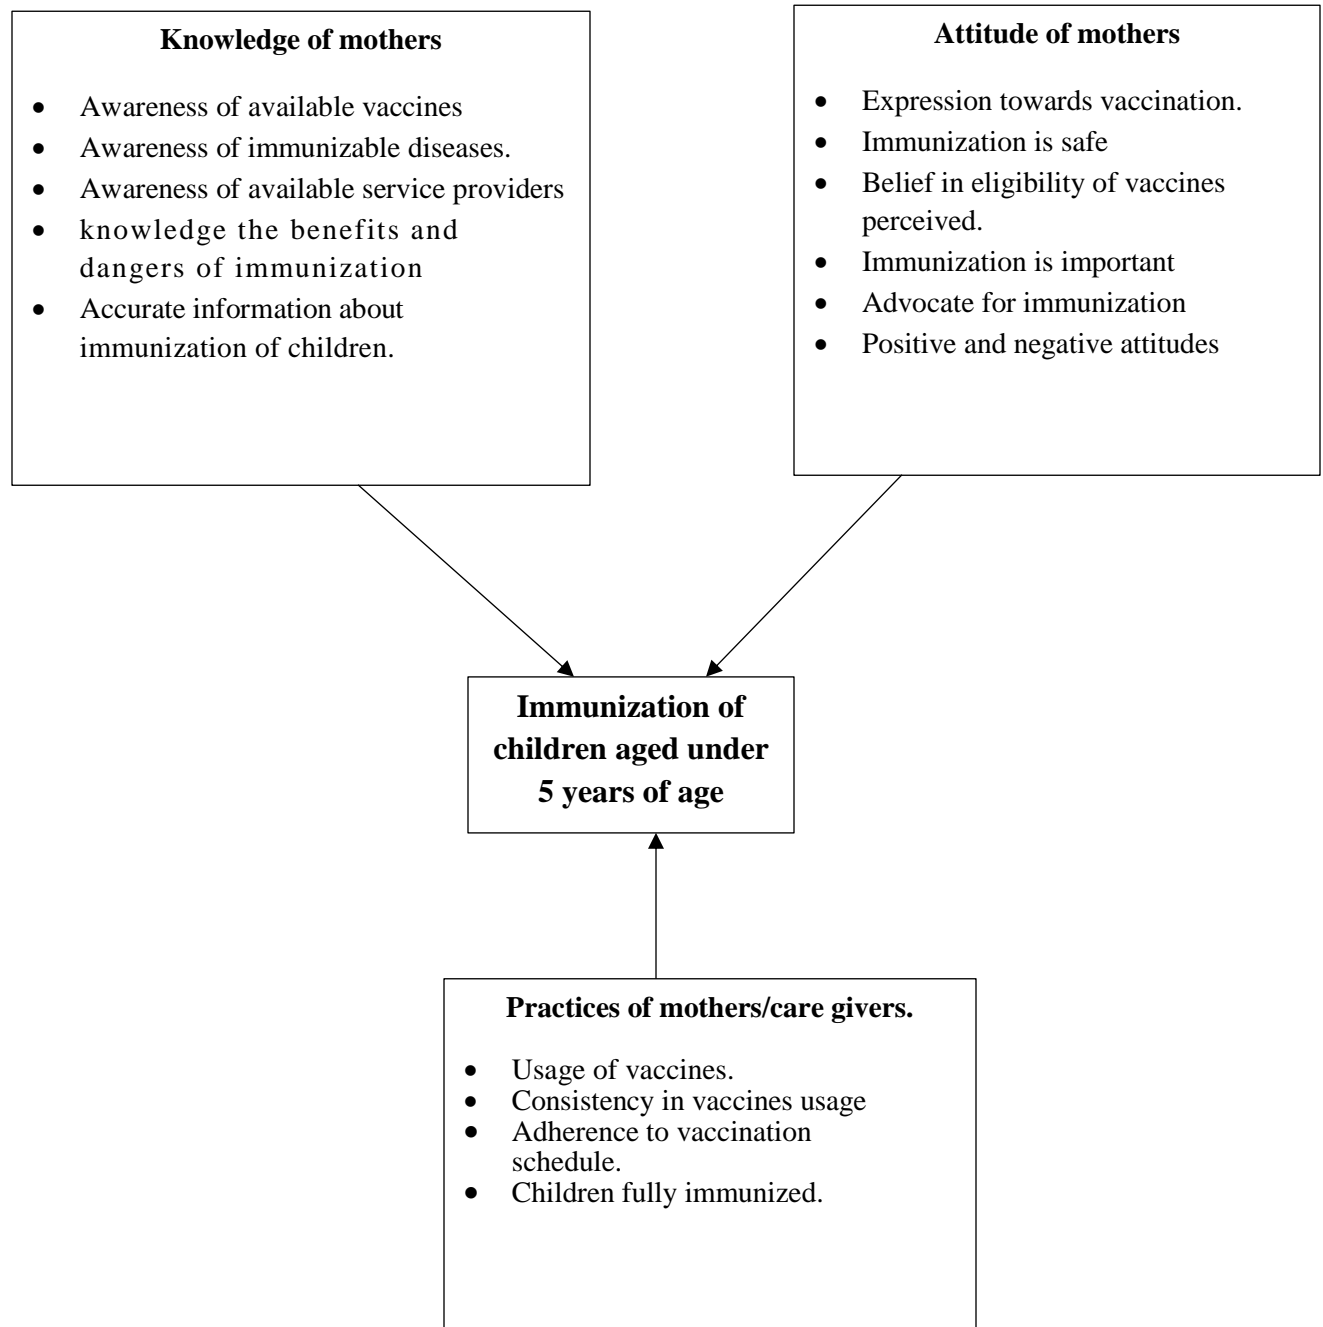 Knowledge of mothers
• Awareness of available vaccines
• Awareness of immunizable diseases.
• Awareness of available service providers
• knowledge the benefits and
dangers of immunization
• Accurate information about
immunization of children.
Attitude of mothers
• Expression towards vaccination.
• Immunization is safe
• Belief in eligibility of vaccines
perceived.
• Immunization is important
• Advocate for immunization
• Positive and negative attitudes
Immunization of
children aged under
5 years of age
Practices of mothers/care givers.
• Usage of vaccines.
• Consistency in vaccines usage
• Adherence to vaccination
schedule.
• Children fully immunized.